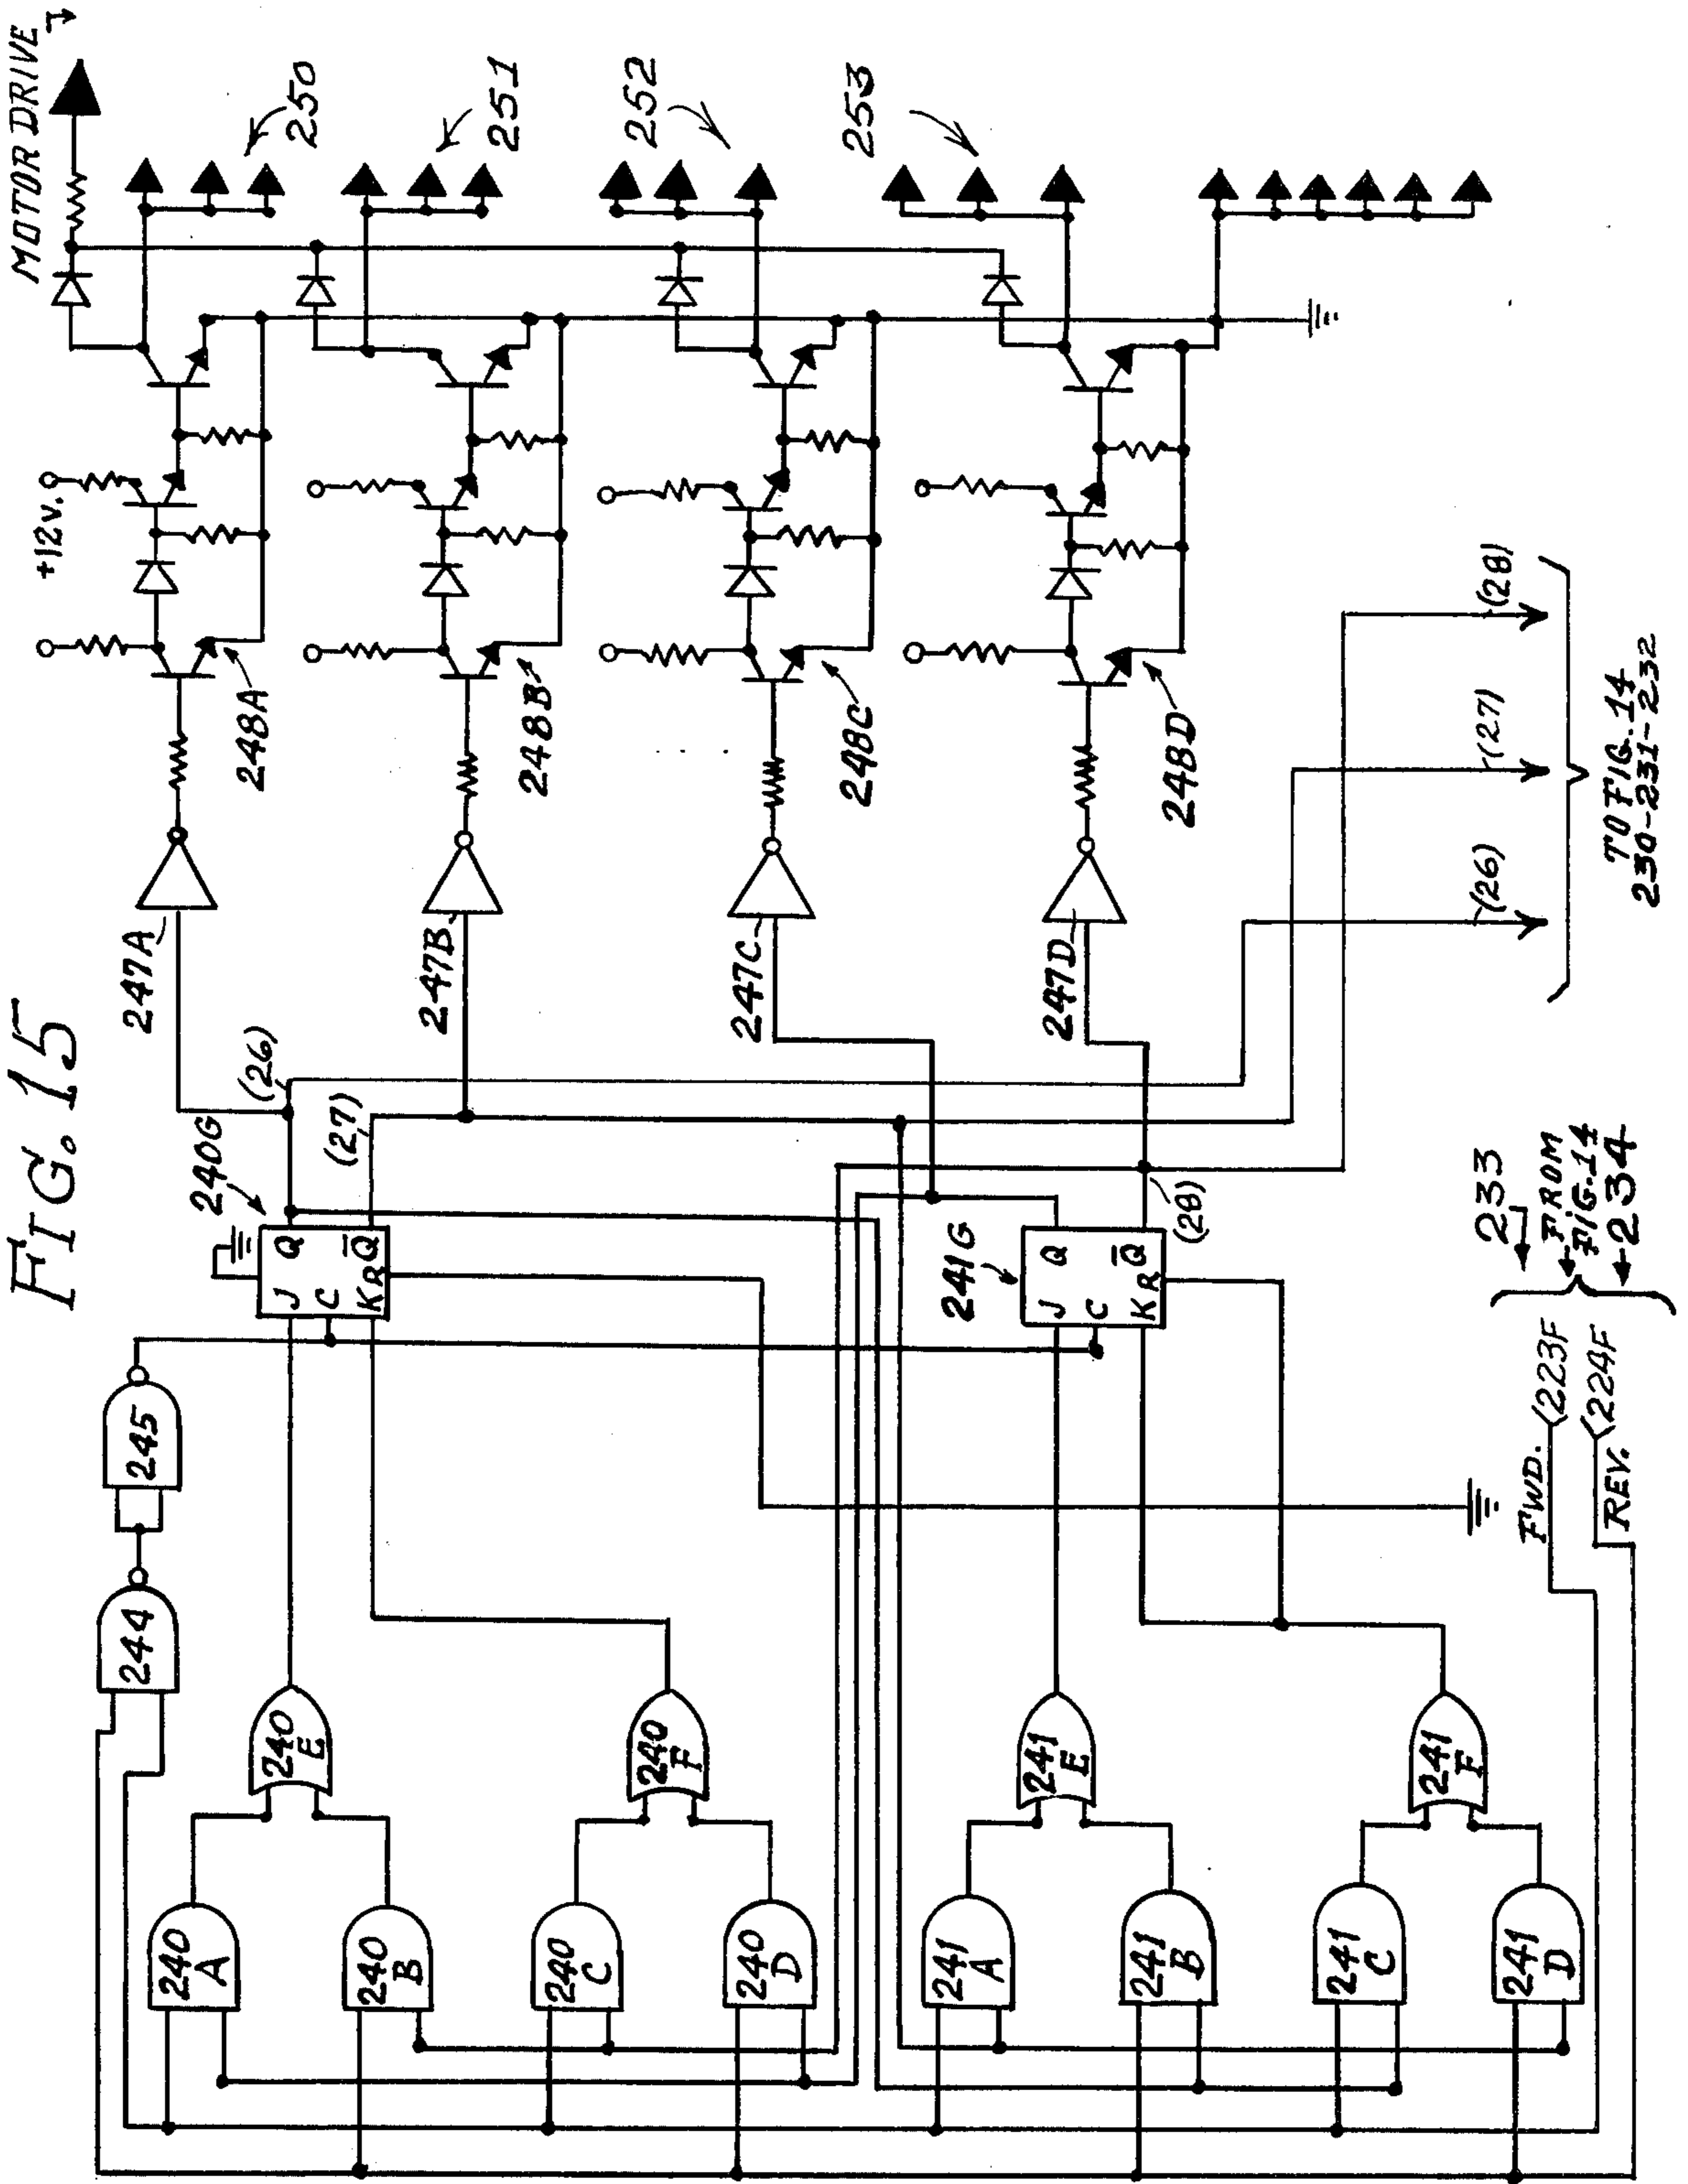 FIG. 15
MOTOR DRIVE
250
251
252
253
+12v.
248A
248B
248C
248D
247A
247B
247C
247D
(26)
(27)
240G
J Q
C
K R Q̅
241G
J Q
C
K R Q̅
(28)
(26)
(27)
(28)
TO FIG. 14
230-231-232
233
FROM
FIG. 14
234
FWD. (223F
REV. (224F
245
244
240
E
240
F
241
E
241
F
240
A
240
B
240
C
240
D
241
A
241
B
241
C
241
D